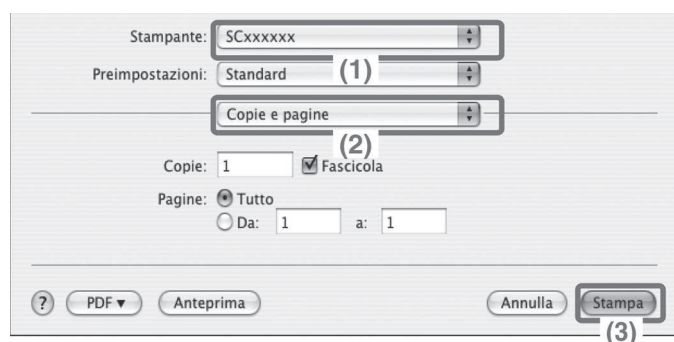 Stampante: SCxxxxxx
(1)
Preimpostazioni: Standard
Copie e pagine
(2)
Copie: 1 Fascicola
Pagine: Tutto
Da: 1 a: 1
? PDF ▼ Anteprima Annulla Stampa
(3)